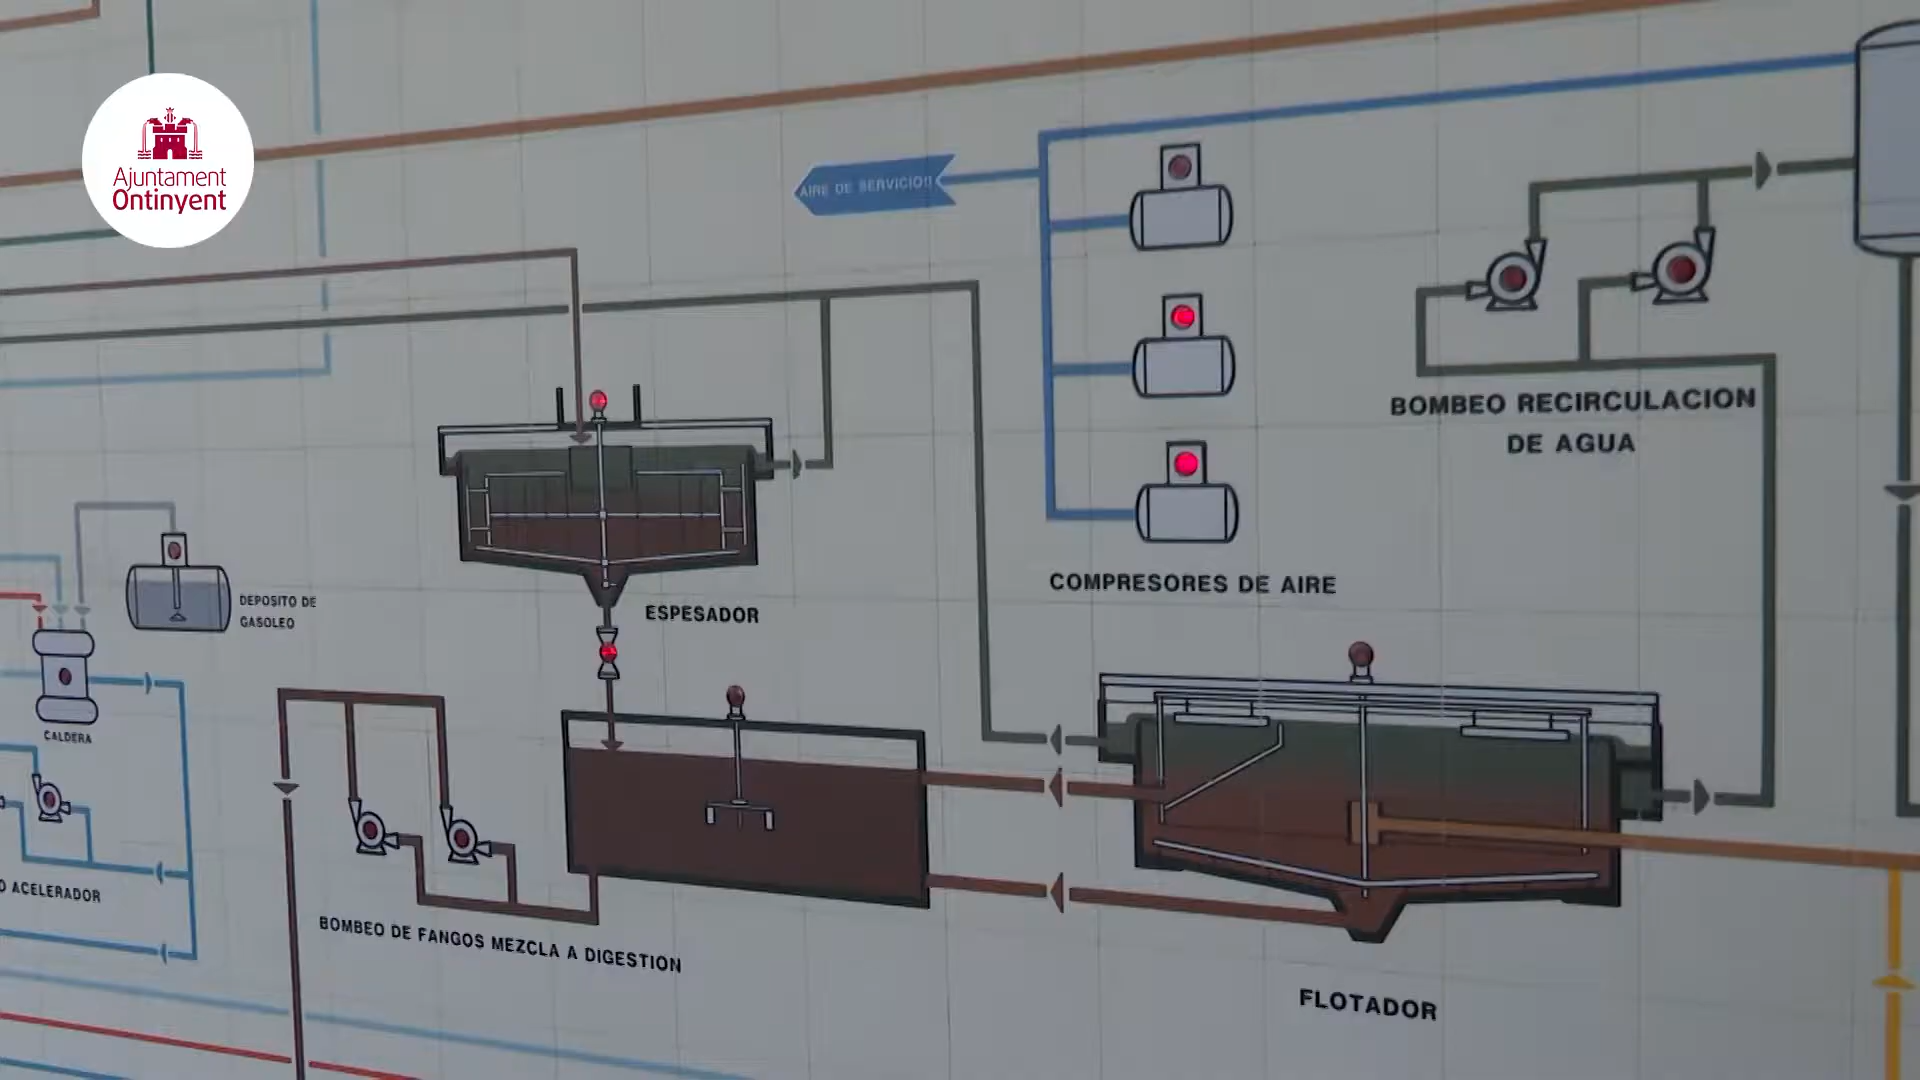 Ajuntament
Ontinyent
AIRE DE SERVICIO!!
BOMBEO RECIRCULACION
DE AGUA
COMPRESORES DE AIRE
ESPESADOR
DEPOSITO DE
GASOLEO
CALDERA
O ACELERADOR
BOMBEO DE FANGOS MEZCLA A DIGESTION
FLOTADOR